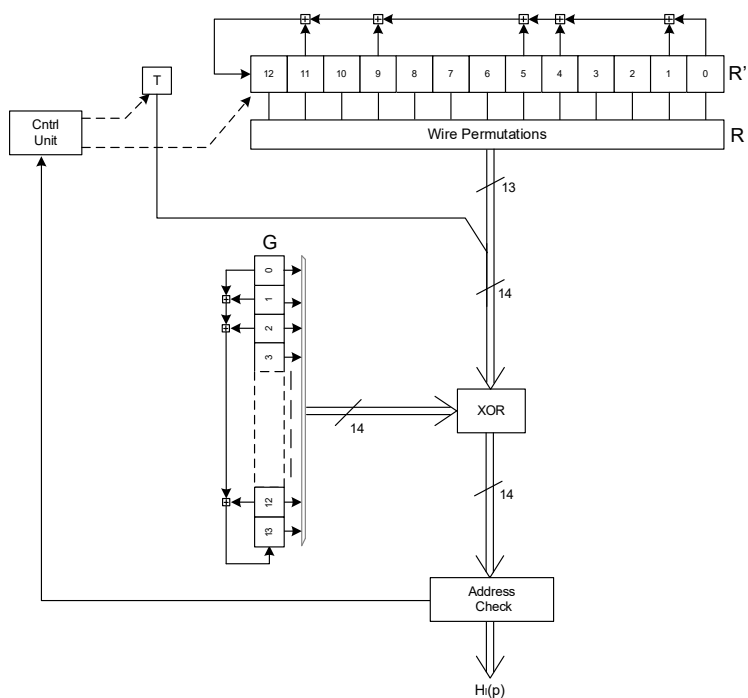 12 11 10 9 8 7 6 5 4 3 2 1 0
R'
T
Cntrl
Unit
Wire Permutations
R
13
G
0
1
2
3
12
13
14
14
XOR
14
Address
Check
Hl(p)